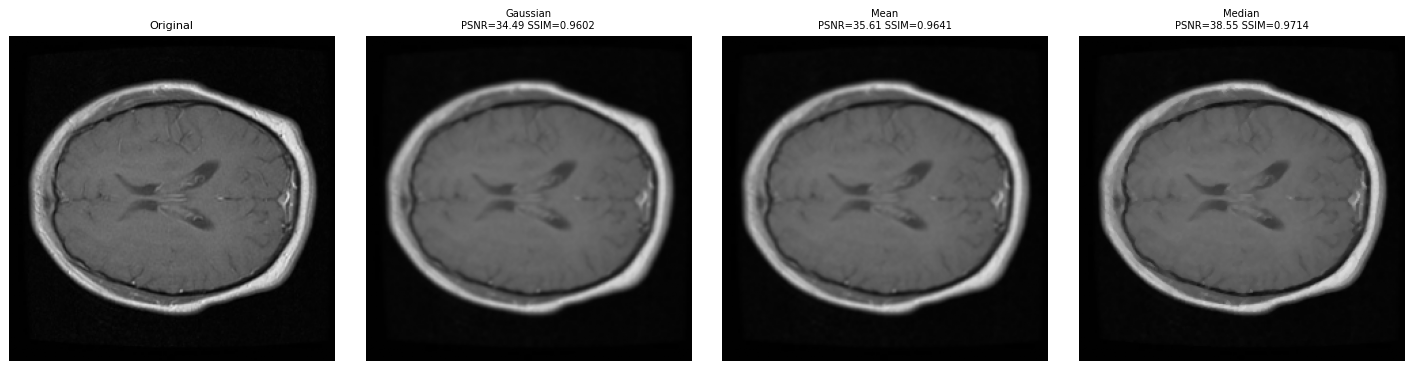 Original
Gaussian
PSNR=34.49 SSIM=0.9602
Mean
PSNR=35.61 SSIM=0.9641
Median
PSNR=38.55 SSIM=0.9714